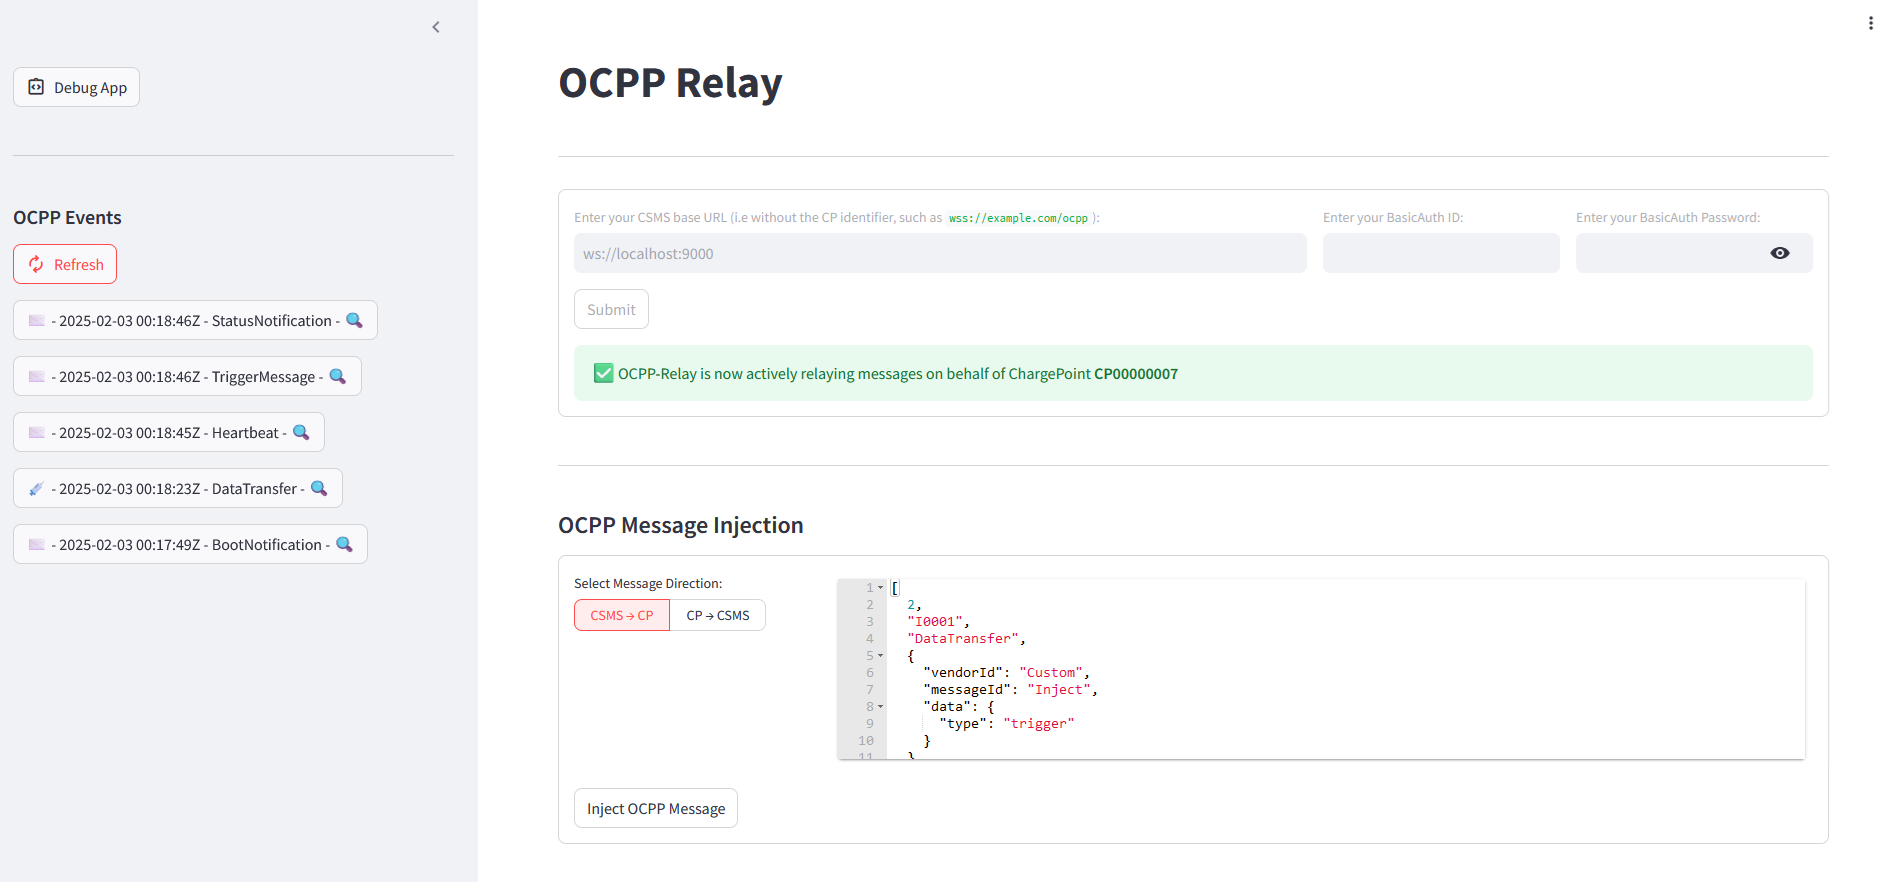 Debug App
OCPP Events
Refresh
- 2025-02-03 00:18:46Z - StatusNotification -
- 2025-02-03 00:18:46Z - TriggerMessage -
- 2025-02-03 00:18:45Z - Heartbeat -
- 2025-02-03 00:18:23Z - DataTransfer -
- 2025-02-03 00:17:49Z - BootNotification -
OCPP Relay
Enter your CSMS base URL (i.e without the CP identifier, such as wss://example.com/ocpp ):
ws://localhost:9000
Enter your BasicAuth ID:
Enter your BasicAuth Password:
Submit
OCPP-Relay is now actively relaying messages on behalf of ChargePoint CP00000007
OCPP Message Injection
Select Message Direction:
CSMS → CP
CP → CSMS
1 [
2 2,
3 "I0001",
4 "DataTransfer",
5 {
6 "vendorId": "Custom",
7 "messageId": "Inject",
8 "data": {
9 "type": "trigger"
10 }
11 }
Inject OCPP Message